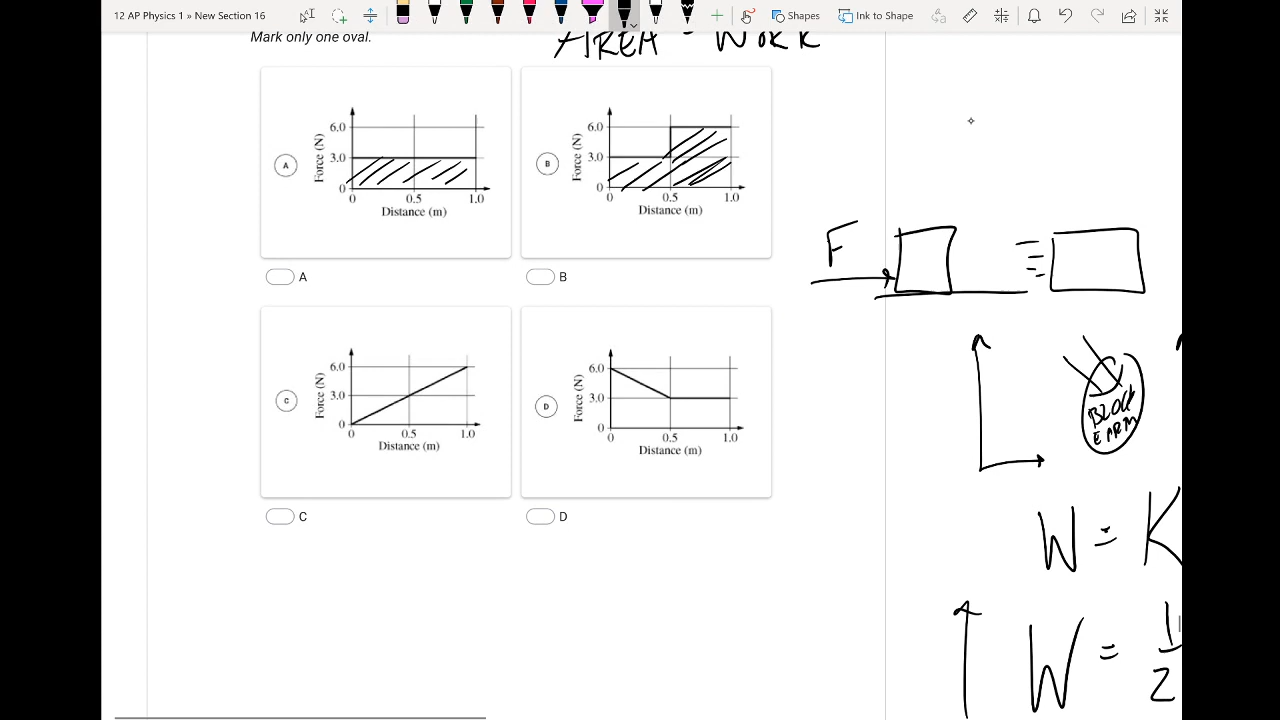 12 AP Physics 1 » New Section 16
Shapes
Ink to Shape
Mark only one oval.
AREA = WORK
A
Force (N)
6.0
3.0
0
0 0.5 1.0
Distance (m)
A
B
Force (N)
6.0
3.0
0
0 0.5 1.0
Distance (m)
B
C
Force (N)
6.0
3.0
0
0 0.5 1.0
Distance (m)
C
D
Force (N)
6.0
3.0
0
0 0.5 1.0
Distance (m)
D
F
BLOCK
EARTH
W = K
W = 1
2